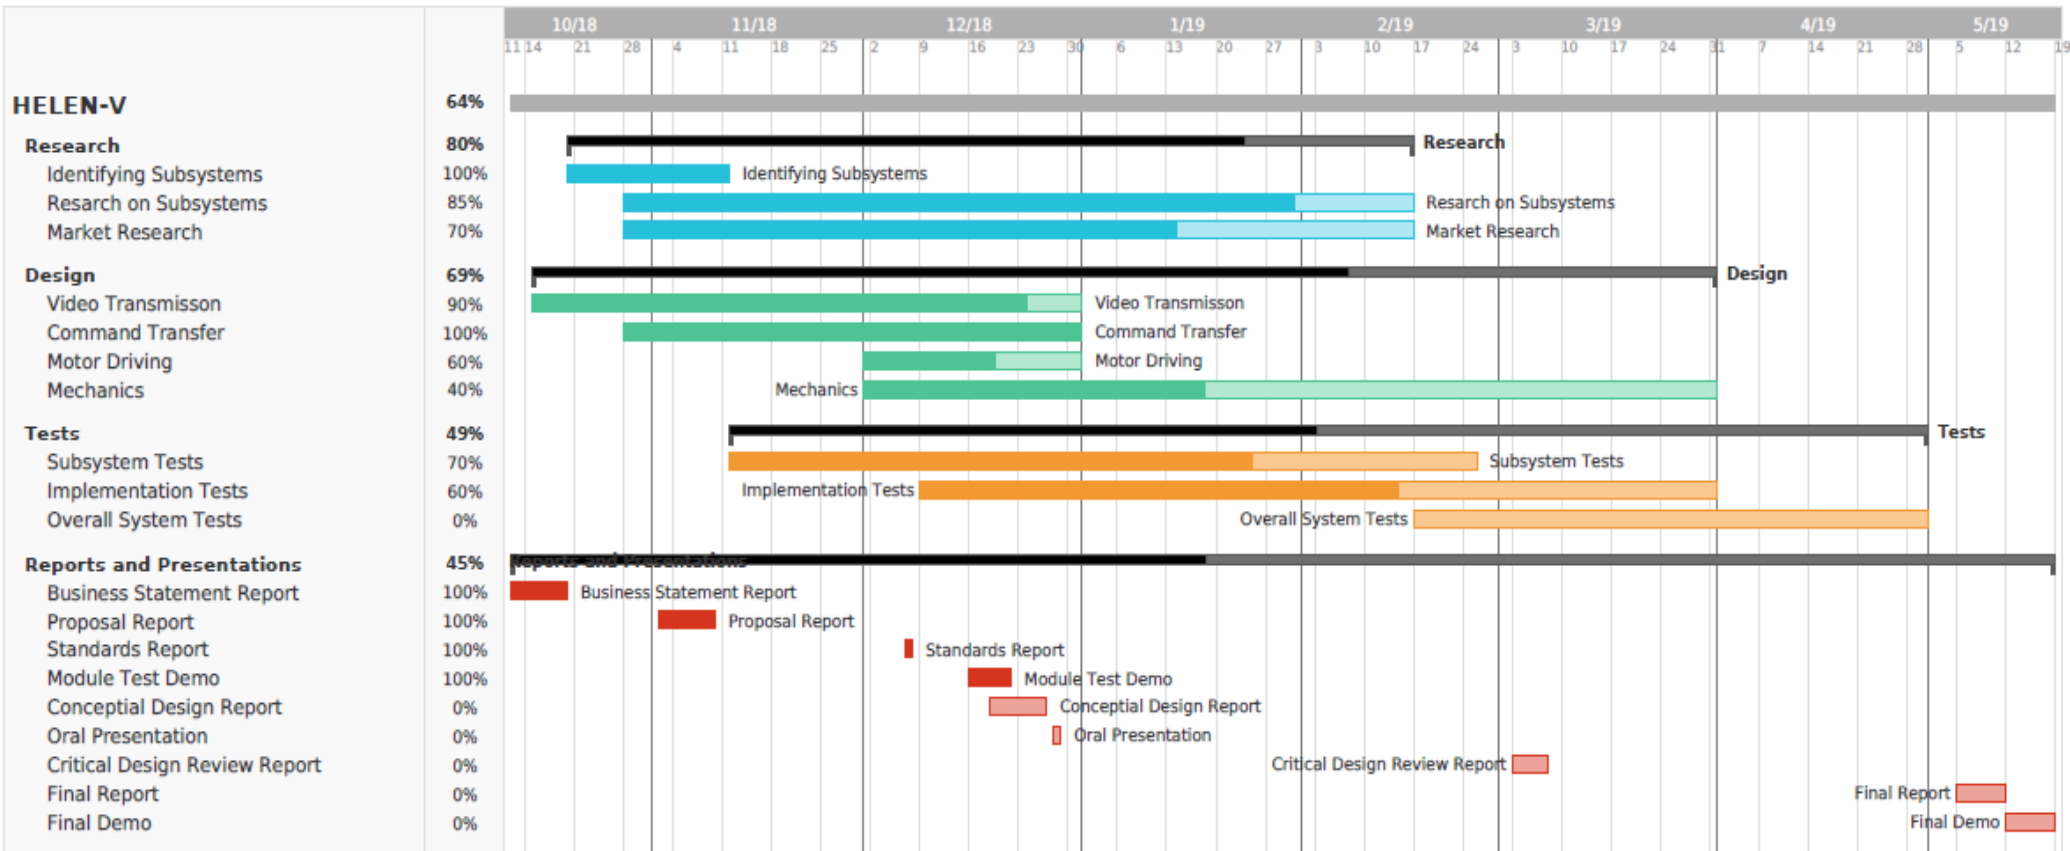 10/18 11/18 12/18 1/19 2/19 3/19 4/19 5/19
11 14 21 28 4 11 18 25 2 9 16 23 30 6 13 20 27 3 10 17 24 3 10 17 24 31 7 14 21 28 5 12 19
HELEN-V 64%
Research 80% Research
Identifying Subsystems 100% Identifying Subsystems
Resarch on Subsystems 85% Resarch on Subsystems
Market Research 70% Market Research
Design 69% Design
Video Transmisson 90% Video Transmisson
Command Transfer 100% Command Transfer
Motor Driving 60% Motor Driving
Mechanics 40% Mechanics
Tests 49% Tests
Subsystem Tests 70% Subsystem Tests
Implementation Tests 60% Implementation Tests
Overall System Tests 0% Overall System Tests
Reports and Presentations 45% Reports and Presentations
Business Statement Report 100% Business Statement Report
Proposal Report 100% Proposal Report
Standards Report 100% Standards Report
Module Test Demo 100% Module Test Demo
Conceptial Design Report 0% Conceptial Design Report
Oral Presentation 0% Oral Presentation
Critical Design Review Report 0% Critical Design Review Report
Final Report 0% Final Report
Final Demo 0% Final Demo